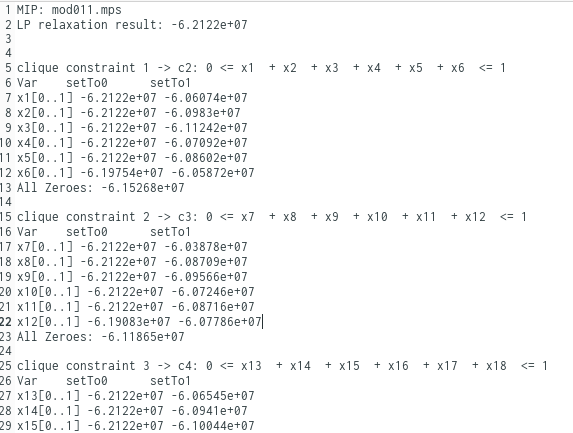 1 MIP: mod011.mps
2 LP relaxation result: -6.2122e+07
3
4
5 clique constraint 1 -> c2: 0 <= x1  + x2  + x3  + x4  + x5  + x6  <= 1
6 Var    setTo0      setTo1
7 x1[0..1] -6.2122e+07 -6.06074e+07
8 x2[0..1] -6.2122e+07 -6.0983e+07
9 x3[0..1] -6.2122e+07 -6.11242e+07
10 x4[0..1] -6.2122e+07 -6.07092e+07
11 x5[0..1] -6.2122e+07 -6.08602e+07
12 x6[0..1] -6.19754e+07 -6.05872e+07
13 All Zeroes: -6.15268e+07
14
15 clique constraint 2 -> c3: 0 <= x7  + x8  + x9  + x10  + x11  + x12  <= 1
16 Var    setTo0      setTo1
17 x7[0..1] -6.2122e+07 -6.03878e+07
18 x8[0..1] -6.2122e+07 -6.08709e+07
19 x9[0..1] -6.2122e+07 -6.09566e+07
20 x10[0..1] -6.2122e+07 -6.07246e+07
21 x11[0..1] -6.2122e+07 -6.08716e+07
22 x12[0..1] -6.19083e+07 -6.07786e+07
23 All Zeroes: -6.11865e+07
24
25 clique constraint 3 -> c4: 0 <= x13  + x14  + x15  + x16  + x17  + x18  <= 1
26 Var    setTo0      setTo1
27 x13[0..1] -6.2122e+07 -6.06545e+07
28 x14[0..1] -6.2122e+07 -6.0941e+07
29 x15[0..1] -6.2122e+07 -6.10044e+07